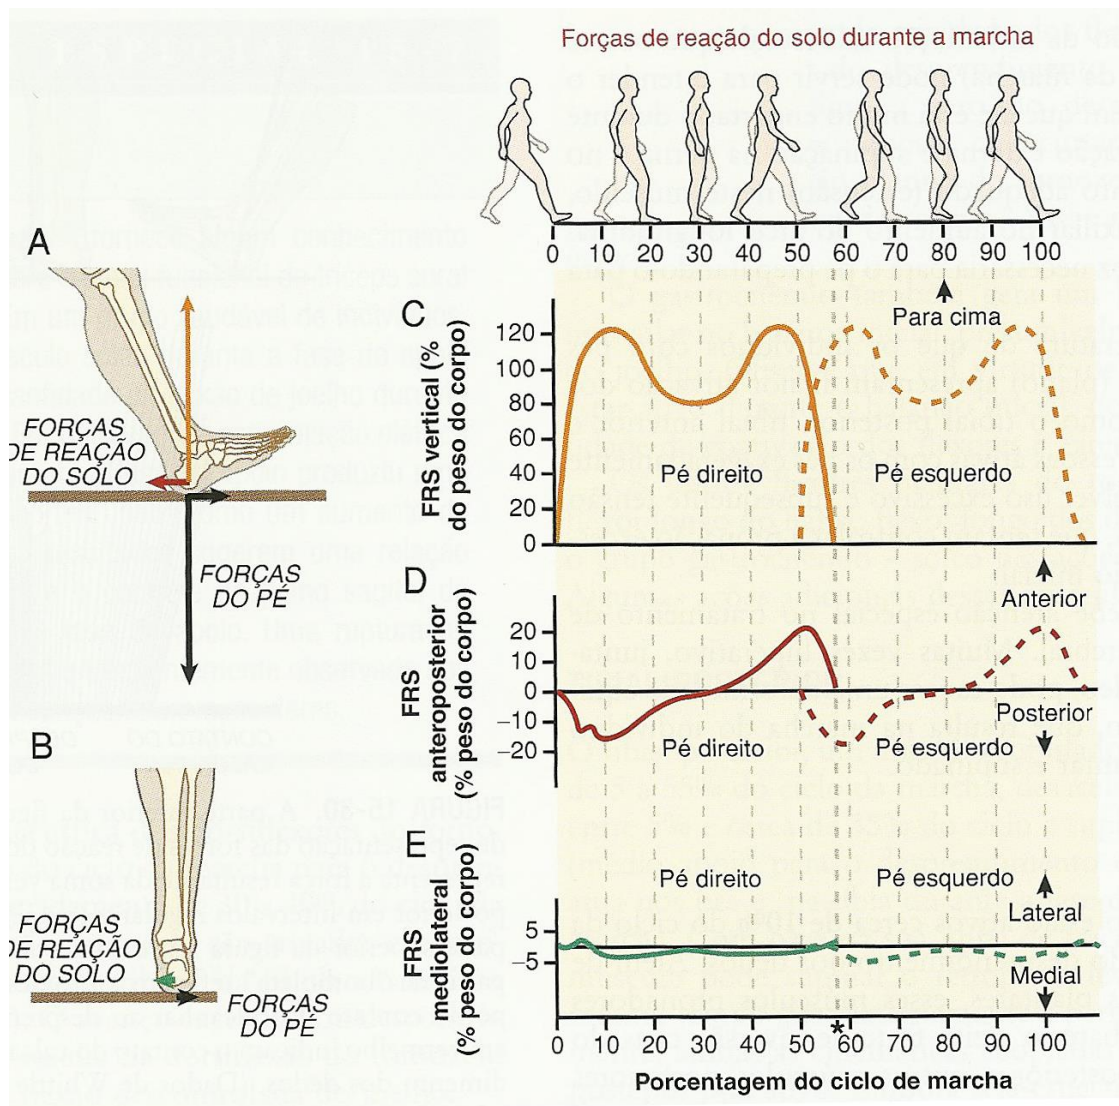 Forças de reação do solo durante a marcha
0 10 20 30 40 50 60 70 80 90 100
Para cima
A
FORÇAS
DE REAÇÃO
DO SOLO
FORÇAS
DO PÉ
B
FORÇAS
DE REAÇÃO
DO SOLO
FORÇAS
DO PÉ
C
FRS vertical (%
do peso do corpo)
120
100
80
60
40
20
0
Pé direito
Pé esquerdo
D
FRS
anteroposterior
(% peso do corpo)
20
10
0
–10
–20
Anterior
Posterior
Pé direito
Pé esquerdo
E
FRS
mediolateral
(% peso do corpo)
5
–5
Pé direito
Pé esquerdo
Lateral
Medial
0 10 20 30 40 50 * 60 70 80 90 100
Porcentagem do ciclo de marcha